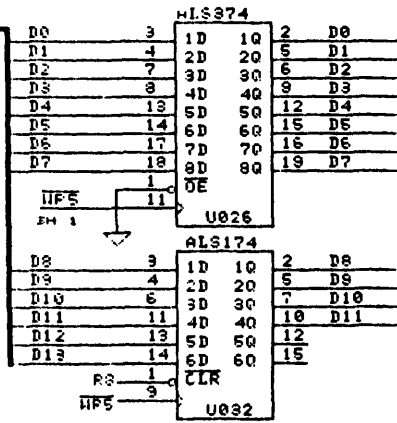 ALS374
D0 3 1D 1Q 2 D0
D1 4 2D 2Q 5 D1
D2 7 3D 3Q 6 D2
D3 8 4D 4Q 9 D3
D4 13 5D 5Q 12 D4
D5 14 6D 6Q 15 D5
D6 17 7D 7Q 16 D6
D7 18 8D 8Q 19 D7
1 OE
WP5 11
SH 1
U026
ALS174
D8 3 1D 1Q 2 D8
D9 4 2D 2Q 5 D9
D10 6 3D 3Q 7 D10
D11 11 4D 4Q 10 D11
D12 13 5D 5Q 12
D13 14 6D 6Q 15
1 CLR
WP5 9
U032